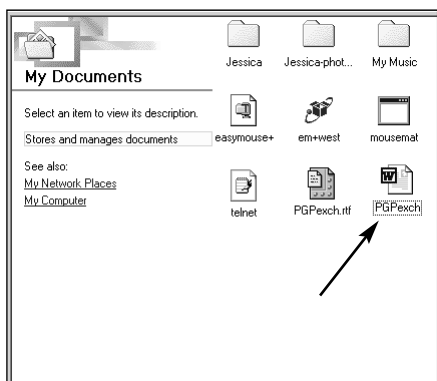 My Documents
Select an item to view its description.
Stores and manages documents
See also:
My Network Places
My Computer
Jessica Jessica-phot... My Music
easymouse+ em+west mousemat
telnet PGPexch.rtf PGPexch